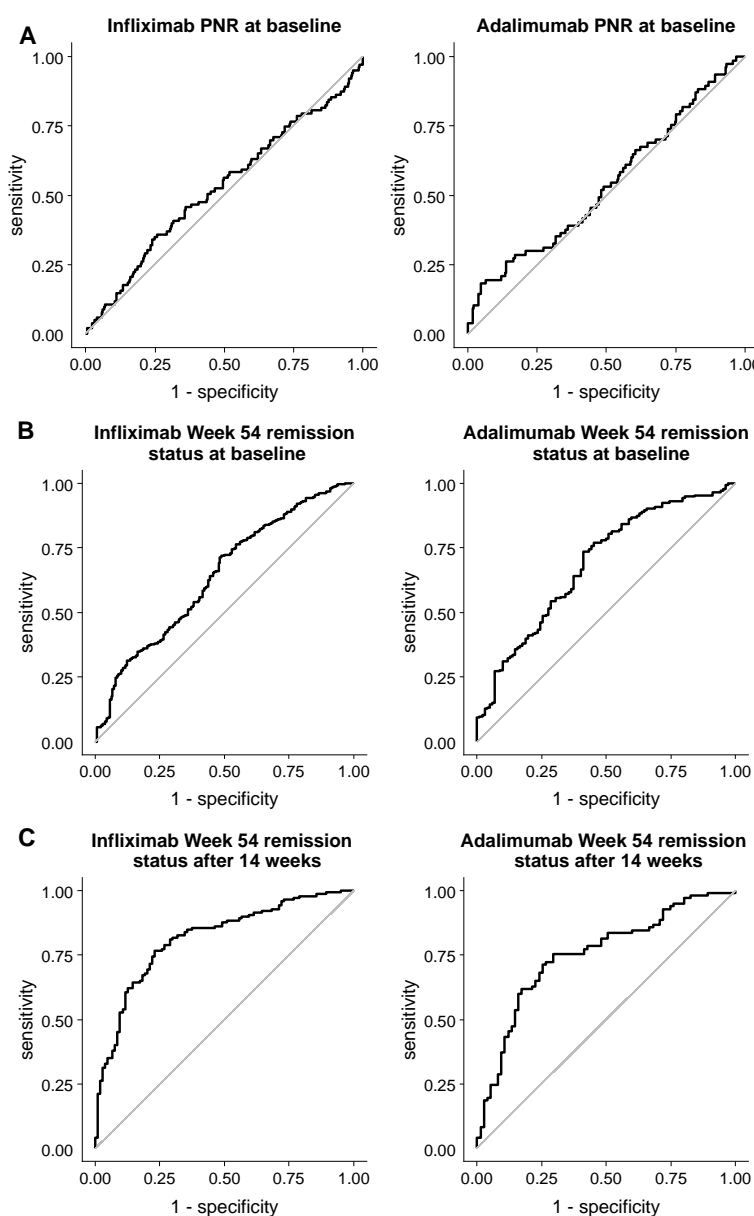 A
Infliximab PNR at baseline
1.00
0.75
0.50
0.25
0.00
sensitivity
0.00 0.25 0.50 0.75 1.00
1 - specificity
Adalimumab PNR at baseline
1.00
0.75
0.50
0.25
0.00
sensitivity
0.00 0.25 0.50 0.75 1.00
1 - specificity
B
Infliximab Week 54 remission
status at baseline
1.00
0.75
0.50
0.25
0.00
sensitivity
0.00 0.25 0.50 0.75 1.00
1 - specificity
Adalimumab Week 54 remission
status at baseline
1.00
0.75
0.50
0.25
0.00
sensitivity
0.00 0.25 0.50 0.75 1.00
1 - specificity
C
Infliximab Week 54 remission
status after 14 weeks
1.00
0.75
0.50
0.25
0.00
sensitivity
0.00 0.25 0.50 0.75 1.00
1 - specificity
Adalimumab Week 54 remission
status after 14 weeks
1.00
0.75
0.50
0.25
0.00
sensitivity
0.00 0.25 0.50 0.75 1.00
1 - specificity